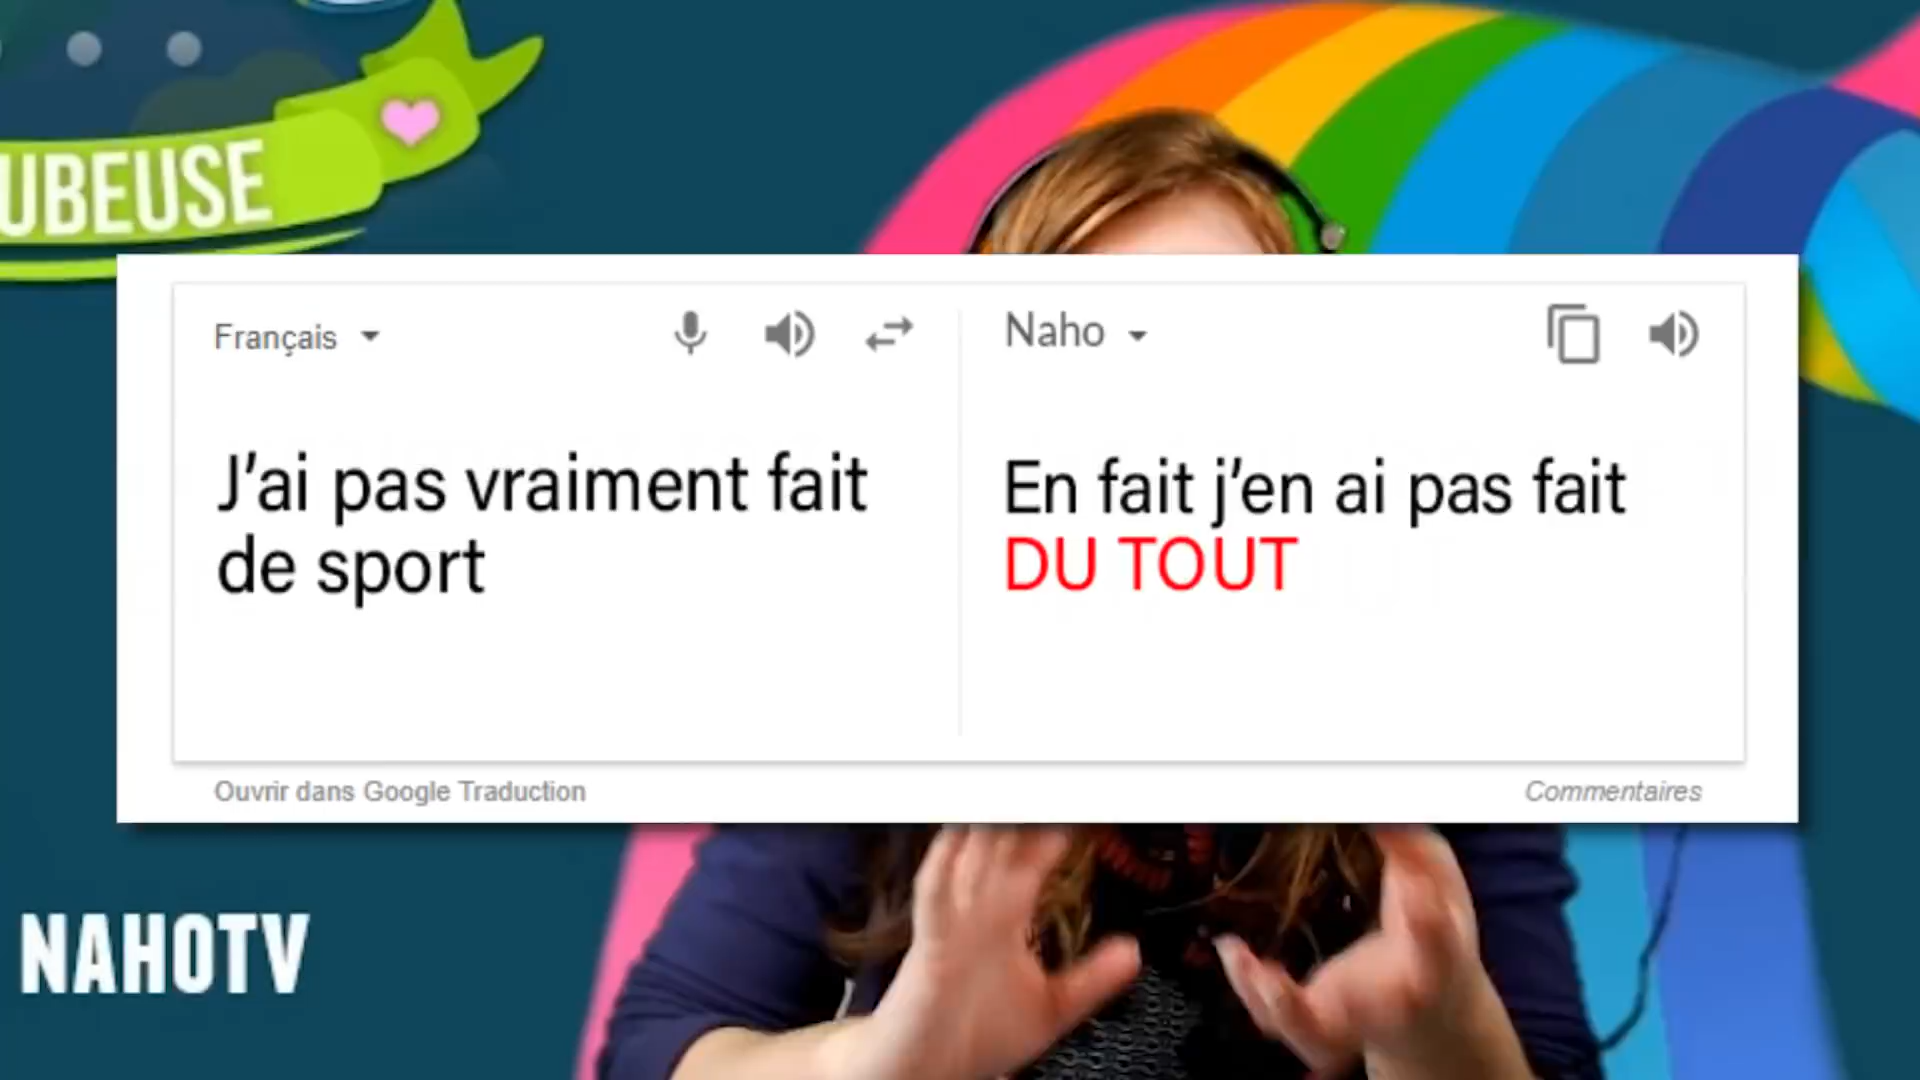 UBEUSE
Français
Naho
J'ai pas vraiment fait
de sport
En fait j'en ai pas fait
DU TOUT
Ouvrir dans Google Traduction
Commentaires
NAHOTV